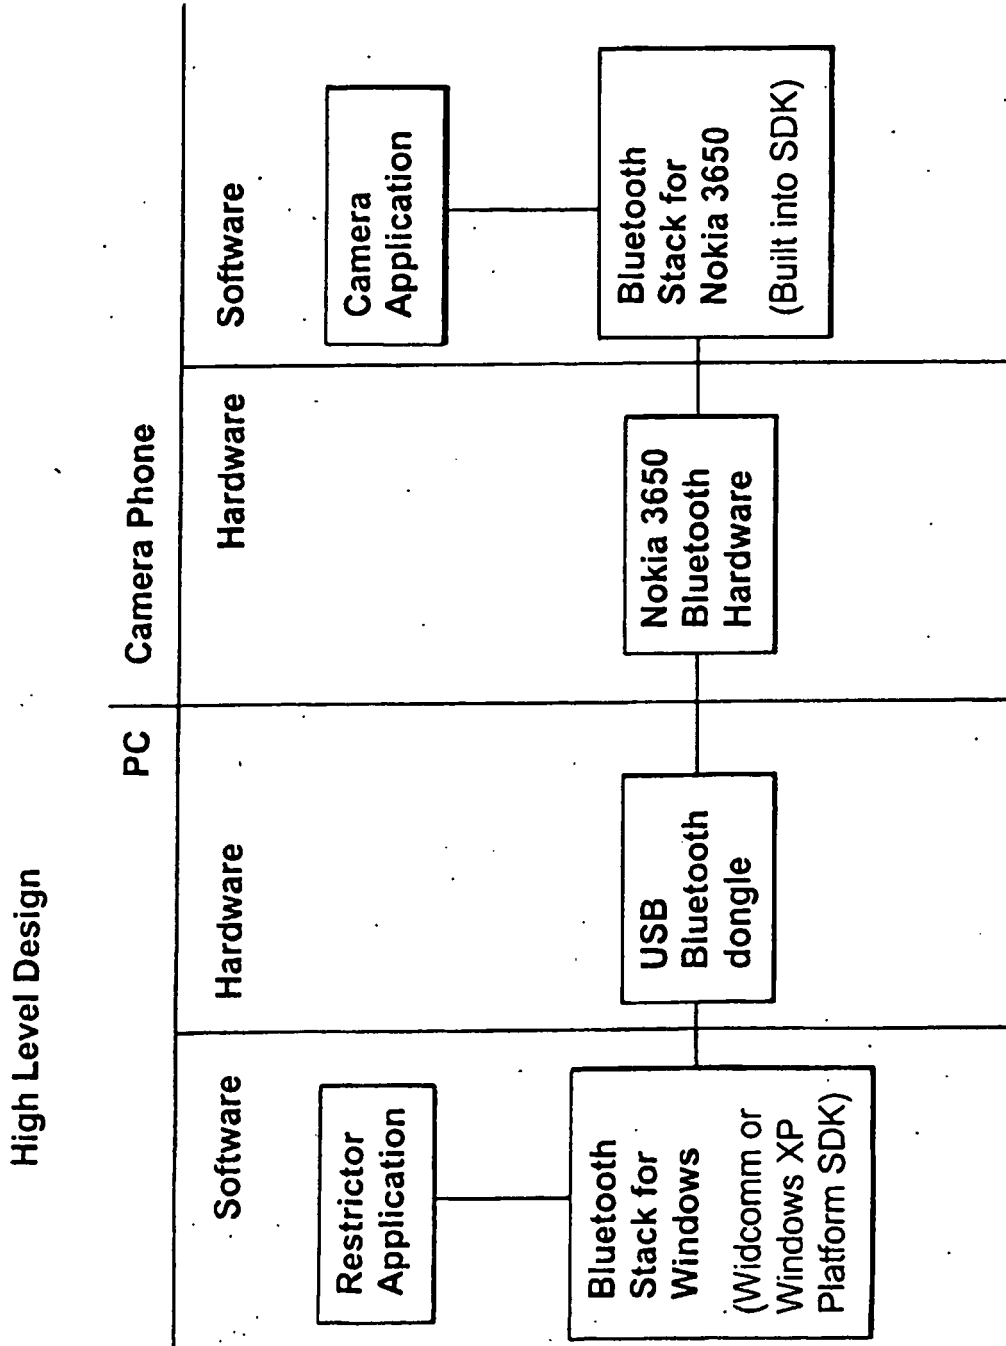 High Level Design
PC
Camera Phone
Software
Hardware
Hardware
Software
Restrictor
Application
Camera
Application
Bluetooth
Stack for
Windows
(Widcomm or
Windows XP
Platform SDK)
USB
Bluetooth
dongle
Nokia 3650
Bluetooth
Hardware
Bluetooth
Stack for
Nokia 3650
(Built into SDK)